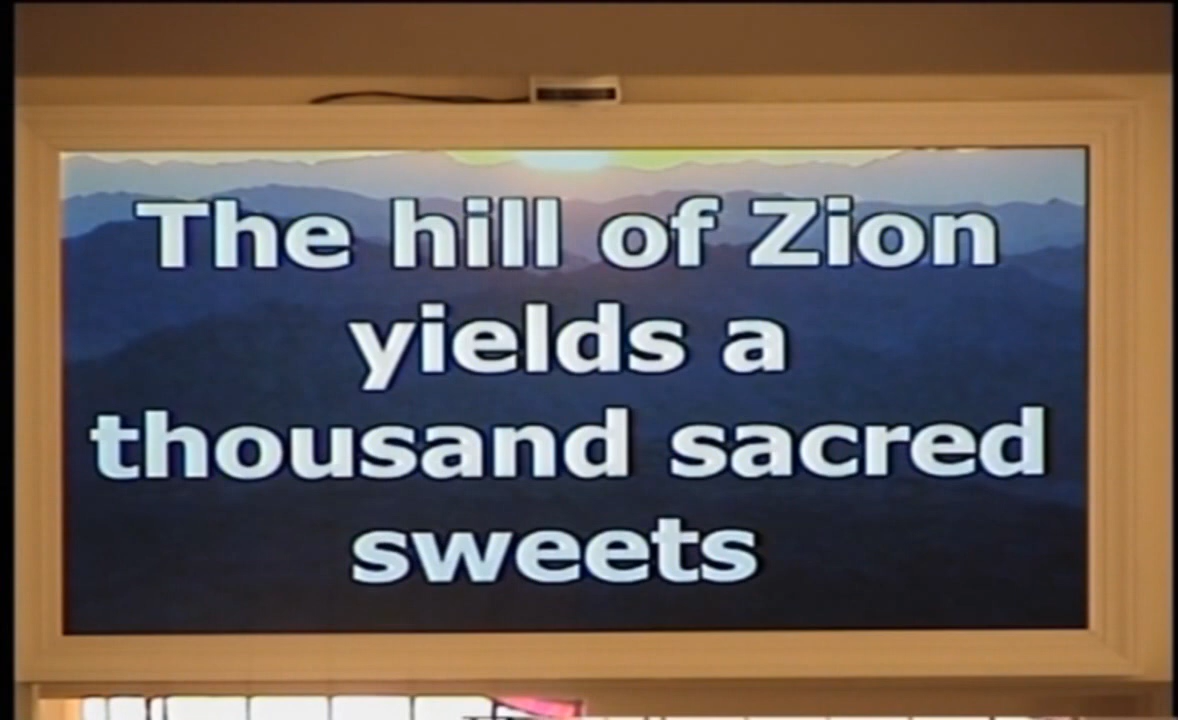 The hill of Zion
yields a
thousand sacred
sweets